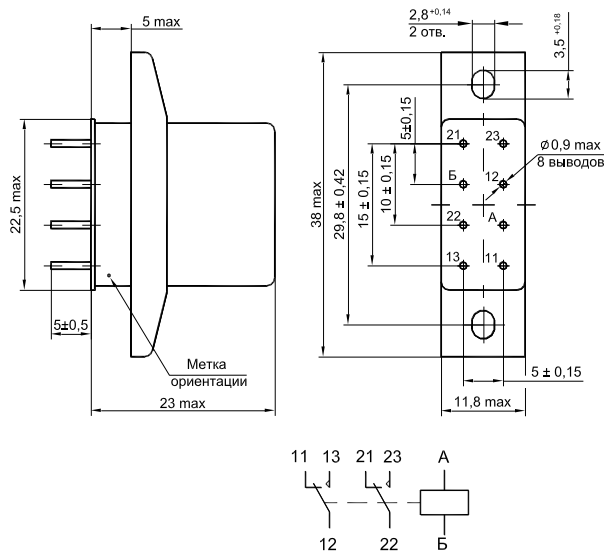 5 max
2,8+0,14
2 отв.
3,5 +0,18
22,5 max
38 max
29,8 ± 0,42
15 ± 0,15
10 ± 0,15
5±0,15
21
23
Б
12
22
А
13
11
Ø0,9 max
8 выводов
5±0,5
Метка
ориентации
23 max
5 ± 0,15
11,8 max
11 13 21 23 А
12 22 Б